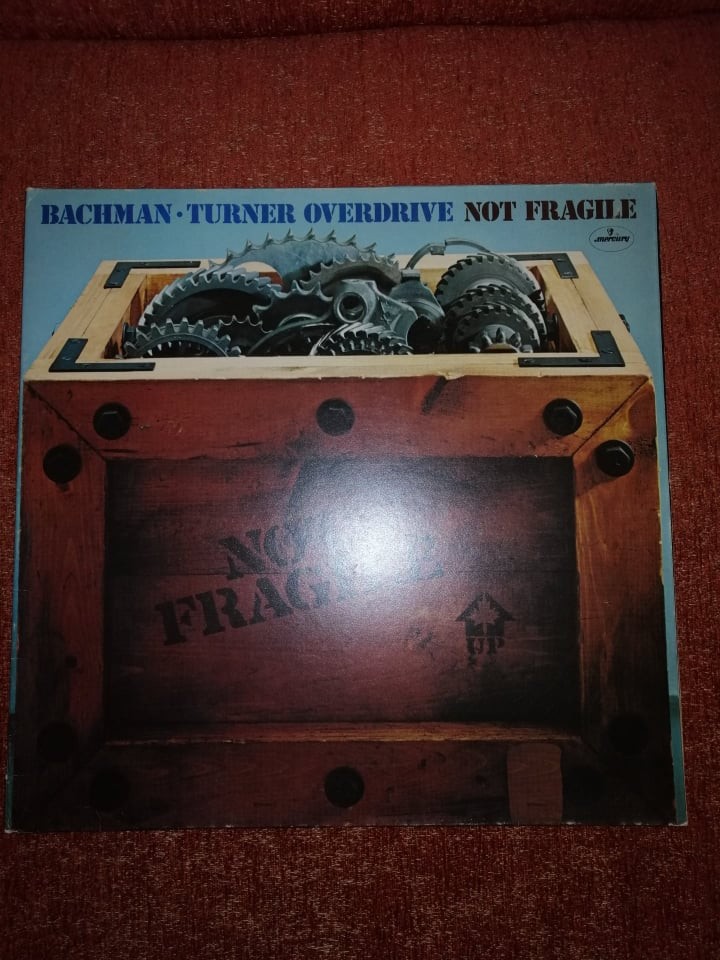 BACHMAN · TURNER OVERDRIVE NOT FRAGILE
mercury
NOT
FRAGILE
UP